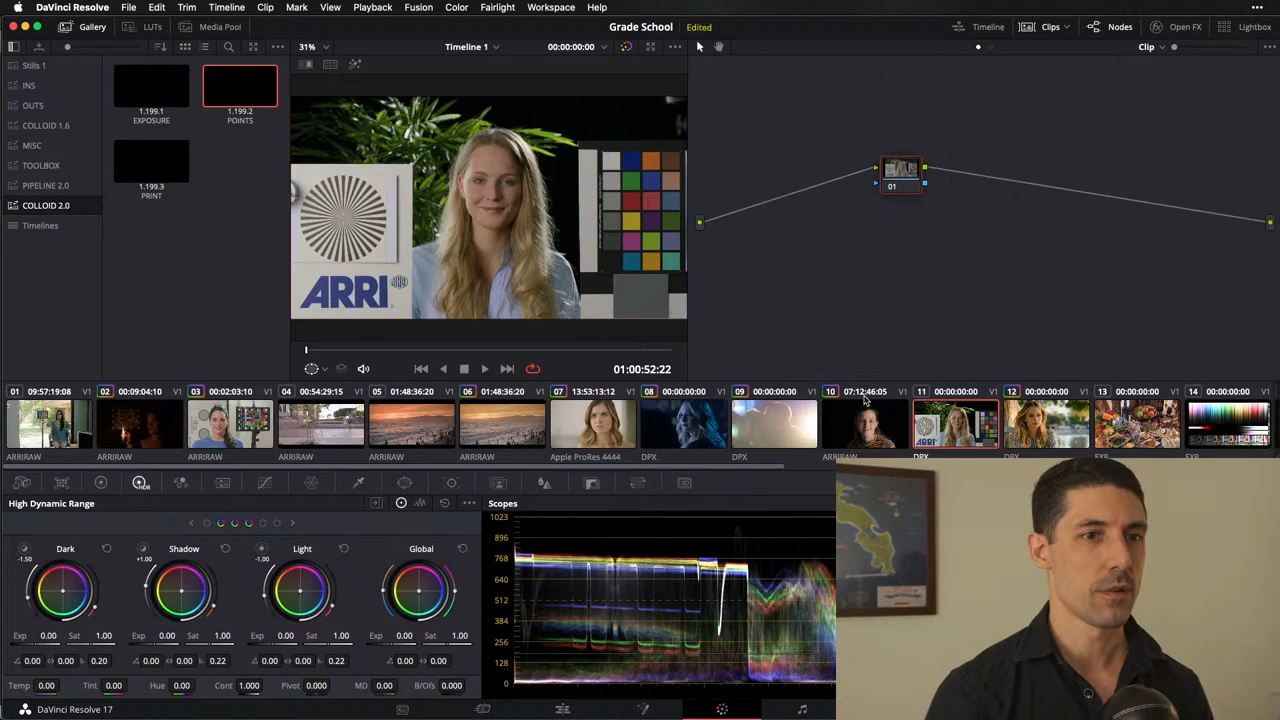 DaVinci Resolve File Edit Trim Timeline Clip Mark View Playback Fusion Color Fairlight Workspace Help
Gallery LUTs Media Pool Grade School Edited Timeline Clips Nodes Open FX Lightbox
31% Timeline 1 00:00:00:00 Clip
Stills 1
INS
OUTS
COLLOID 1.6
MISC
TOOLBOX
PIPELINE 2.0
COLLOID 2.0
Timelines
1.199.1
EXPOSURE
1.199.2
POINTS
1.199.3
PRINT
ARRI
01
01:00:52:22
01 09:57:19:08 V1 02 00:09:04:10 V1 03 00:02:03:10 V1 04 00:54:29:15 V1 05 01:48:36:20 V1 06 01:48:36:20 V1 07 13:53:13:12 V1 08 00:00:00:00 V1 09 00:00:00:00 V1 10 07:12:46:05 V1 11 00:00:00:00 V1 12 00:00:00:00 V1 13 00:00:00:00 V1 14 00:00:00:00 V1
ARRIRAW ARRIRAW ARRIRAW ARRIRAW ARRIRAW ARRIRAW Apple ProRes 4444 DPX DPX ARRIRAW DPX DPX EXR EXR
HDR
High Dynamic Range
Scopes
Dark Shadow Light Global
-1.50 +1.00 -1.00
Exp 0.00 Sat 1.00 Exp 0.00 Sat 1.00 Exp 0.00 Sat 1.00 Exp 0.00 Sat 1.00
0.00 0.00 0.20 0.00 0.00 0.22 0.00 0.00 0.22 0.00 0.00
Temp 0.00 Tint 0.00 Hue 0.00 Cont 1.000 Pivot 0.000 MD 0.00 B/Ofs 0.000
1023
896
768
640
512
384
256
128
0
DaVinci Resolve 17